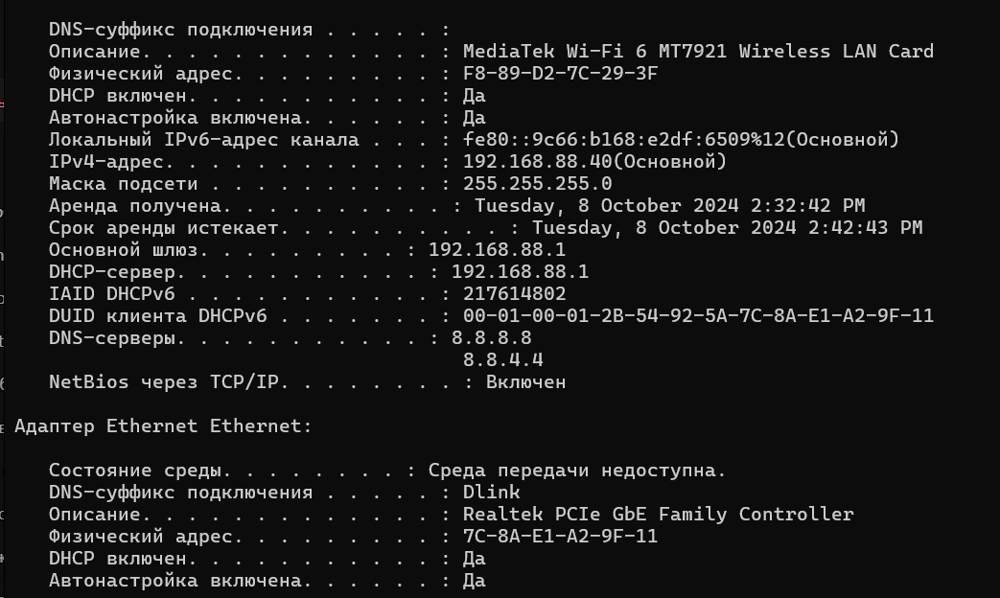 DNS-суффикс подключения . . . . . :
Описание. . . . . . . . . . . . . : MediaTek Wi-Fi 6 MT7921 Wireless LAN Card
Физический адрес. . . . . . . . . : F8-89-D2-7C-29-3F
DHCP включен. . . . . . . . . . . : Да
Автонастройка включена. . . . . . : Да
Локальный IPv6-адрес канала . . . : fe80::9c66:b168:e2df:6509%12(Основной)
IPv4-адрес. . . . . . . . . . . . : 192.168.88.40(Основной)
Маска подсети . . . . . . . . . . : 255.255.255.0
Аренда получена. . . . . . . . . . : Tuesday, 8 October 2024 2:32:42 PM
Срок аренды истекает. . . . . . . . . . : Tuesday, 8 October 2024 2:42:43 PM
Основной шлюз. . . . . . . . . : 192.168.88.1
DHCP-сервер. . . . . . . . . . . : 192.168.88.1
IAID DHCPv6 . . . . . . . . . . . : 217614802
DUID клиента DHCPv6 . . . . . . . : 00-01-00-01-2B-54-92-5A-7C-8A-E1-A2-9F-11
DNS-серверы. . . . . . . . . . . : 8.8.8.8
8.8.4.4
NetBios через TCP/IP. . . . . . . . : Включен
Адаптер Ethernet Ethernet:
Состояние среды. . . . . . . . : Среда передачи недоступна.
DNS-суффикс подключения . . . . . : Dlink
Описание. . . . . . . . . . . . . : Realtek PCIe GbE Family Controller
Физический адрес. . . . . . . . . : 7C-8A-E1-A2-9F-11
DHCP включен. . . . . . . . . . . : Да
Автонастройка включена. . . . . . : Да